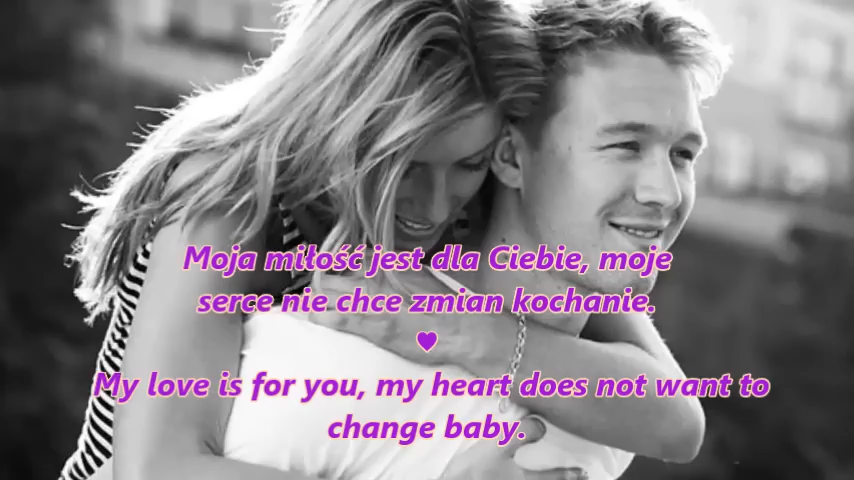 Moja miłość jest dla Ciebie, moje
serce nie chce zmian kochanie.
♥
My love is for you, my heart does not want to
change baby.